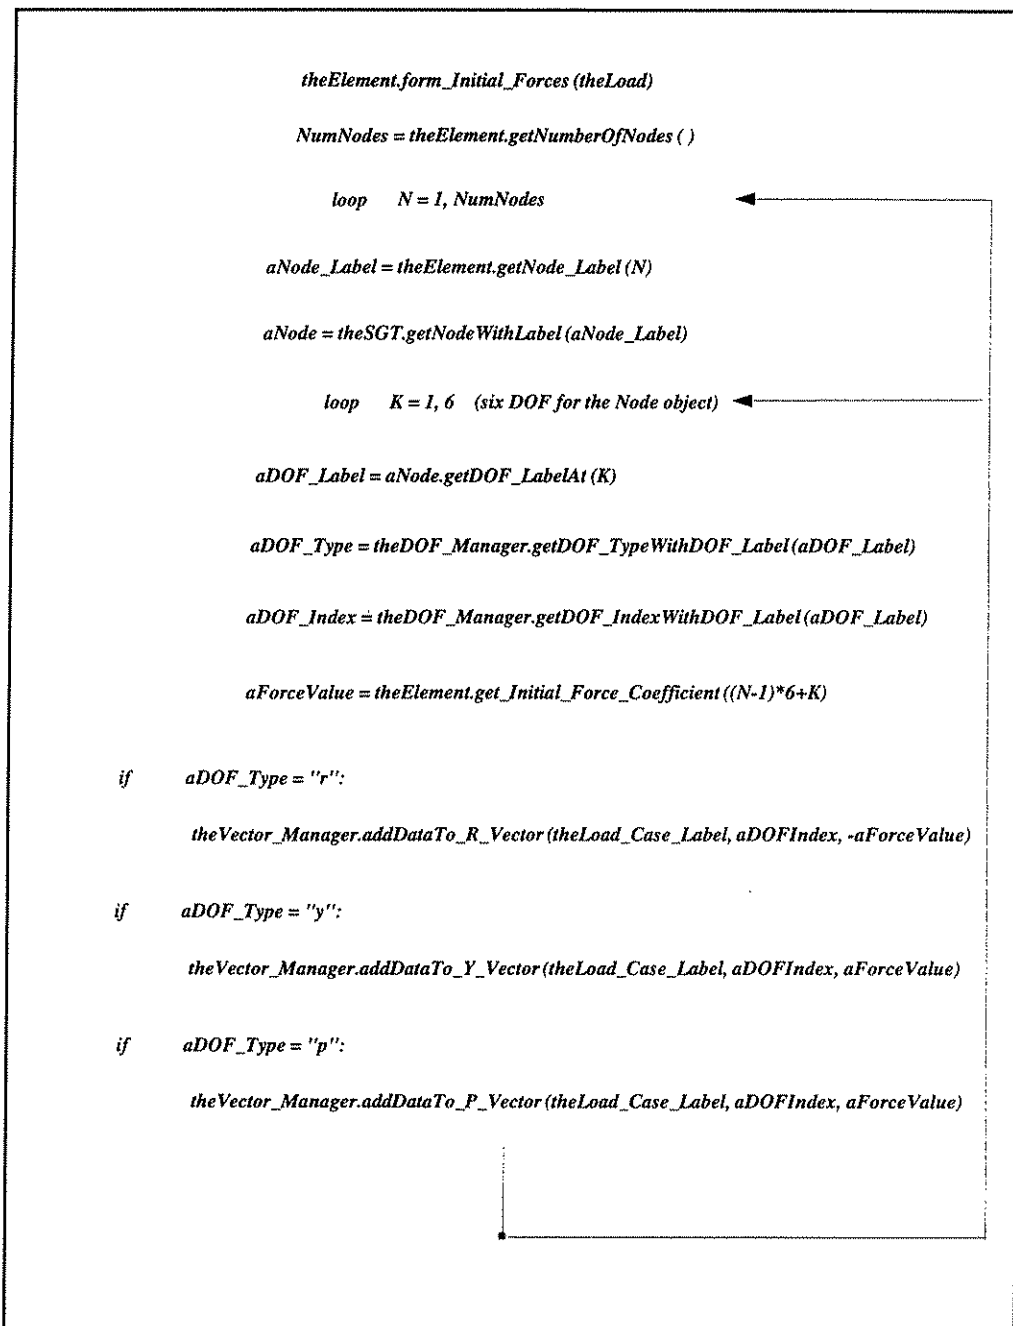 theElement.form_Initial_Forces (theLoad)
NumNodes = theElement.getNumberOfNodes ( )
loop N = 1, NumNodes
aNode_Label = theElement.getNode_Label (N)
aNode = theSGT.getNodeWithLabel (aNode_Label)
loop K = 1, 6 (six DOF for the Node object)
aDOF_Label = aNode.getDOF_LabelAt (K)
aDOF_Type = theDOF_Manager.getDOF_TypeWithDOF_Label (aDOF_Label)
aDOF_Index = theDOF_Manager.getDOF_IndexWithDOF_Label (aDOF_Label)
aForceValue = theElement.get_Initial_Force_Coefficient ((N-1)*6+K)
if aDOF_Type = "r":
theVector_Manager.addDataTo_R_Vector (theLoad_Case_Label, aDOFIndex, -aForceValue)
if aDOF_Type = "y":
theVector_Manager.addDataTo_Y_Vector (theLoad_Case_Label, aDOFIndex, aForceValue)
if aDOF_Type = "p":
theVector_Manager.addDataTo_P_Vector (theLoad_Case_Label, aDOFIndex, aForceValue)